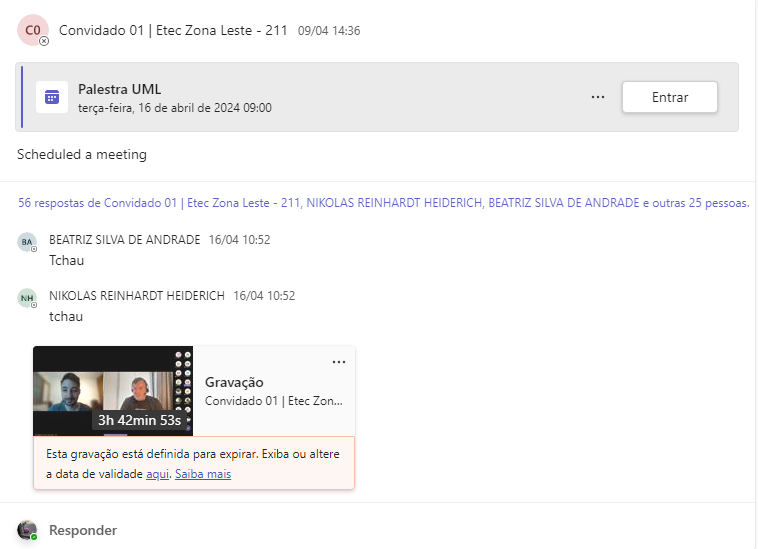 C0
Convidado 01 | Etec Zona Leste - 211 09/04 14:36
Palestra UML
terça-feira, 16 de abril de 2024 09:00
... Entrar
Scheduled a meeting
56 respostas de Convidado 01 | Etec Zona Leste - 211, NIKOLAS REINHARDT HEIDERICH, BEATRIZ SILVA DE ANDRADE e outras 25 pessoas.
BA
BEATRIZ SILVA DE ANDRADE 16/04 10:52
Tchau
NH
NIKOLAS REINHARDT HEIDERICH 16/04 10:52
tchau
...
Gravação
Convidado 01 | Etec Zon...
3h 42min 53s
Esta gravação está definida para expirar. Exiba ou altere
a data de validade aqui. Saiba mais
Responder